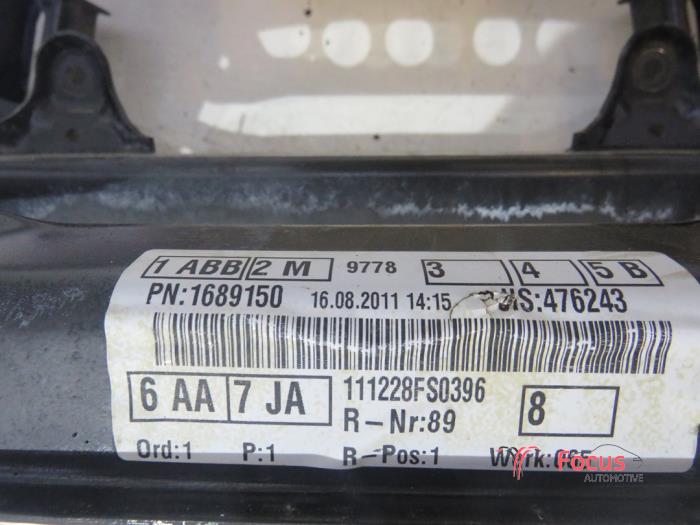 1 ABB 2 M 9778 3 4 5 B
PN:1689150 16.08.2011 14:15 NS:476243
6 AA 7 JA 111228FS0396 8
R-Nr:89
Ord:1 P:1 R-Pos:1
Focus
AUTOMOTIVE